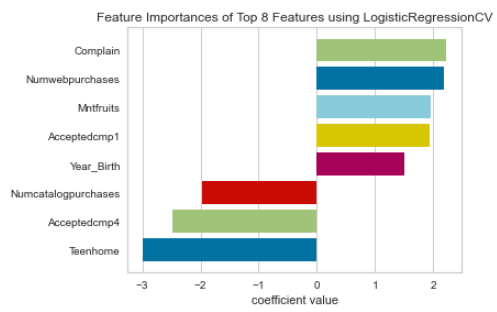 Feature Importances of Top 8 Features using LogisticRegressionCV
Complain
Numwebpurchases
Mntfruits
Acceptedcmp1
Year_Birth
Numcatalogpurchases
Acceptedcmp4
Teenhome
−3 −2 −1 0 1 2
coefficient value